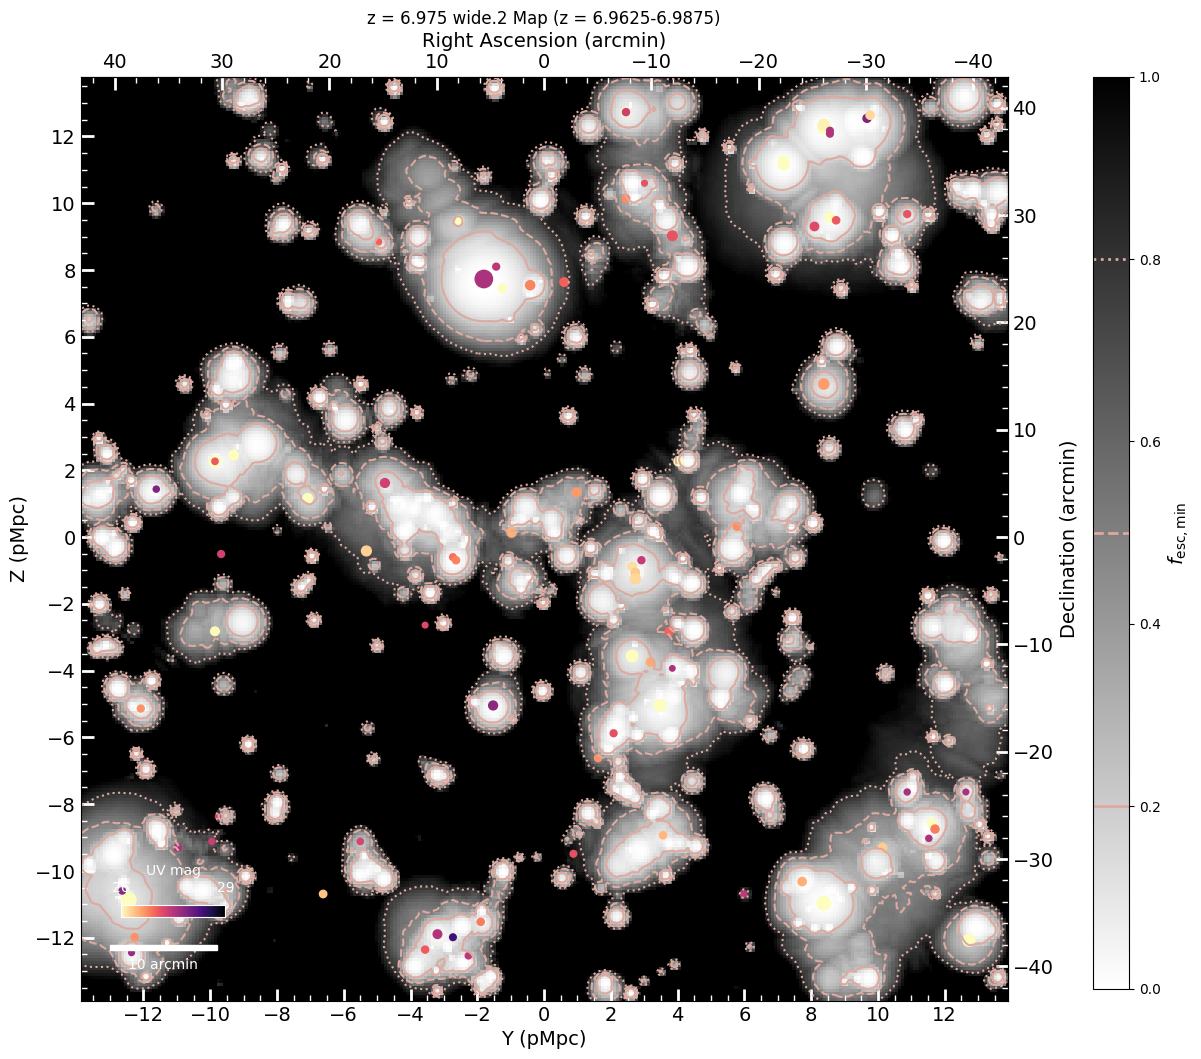 z = 6.975 wide.2 Map (z = 6.9625-6.9875)
Right Ascension (arcmin)
40 30 20 10 0 −10 −20 −30 −40
12 10 8 6 4 2 0 −2 −4 −6 −8 −10 −12
Z (pMpc)
40 30 20 10 0 −10 −20 −30 −40
Declination (arcmin)
UV mag
29
10 arcmin
−12 −10 −8 −6 −4 −2 0 2 4 6 8 10 12
Y (pMpc)
1.0
0.8
0.6
0.4
0.2
0.0
fesc,min